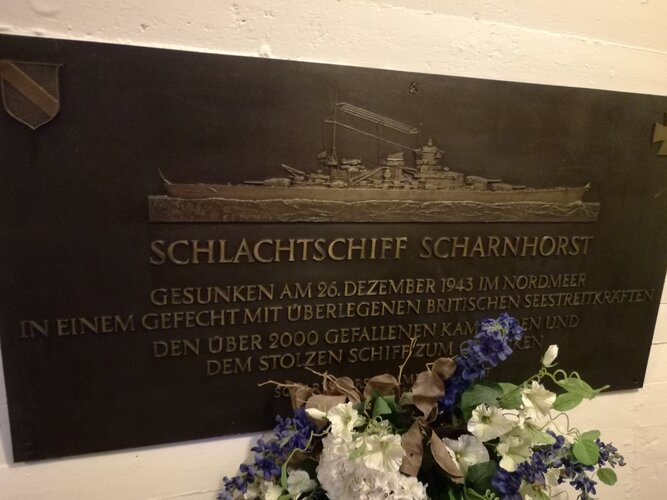 SCHLACHTSCHIFF SCHARNHORST
GESUNKEN AM 26. DEZEMBER 1943 IM NORDMEER
IN EINEM GEFECHT MIT ÜBERLEGENEN BRITISCHEN SEESTREITKRÄFTEN
DEN ÜBER 2000 GEFALLENEN UND
DEM STOLZEN SCHIFF ZUM